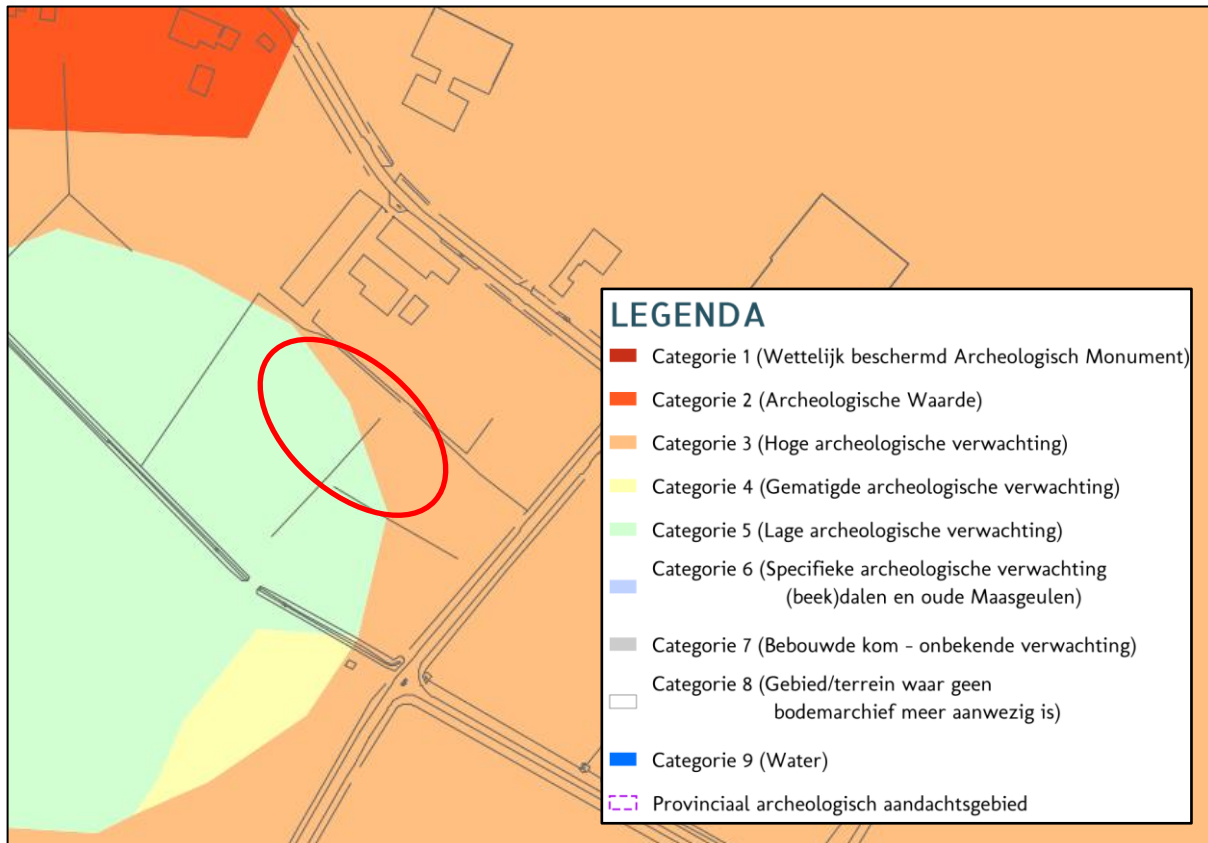 LEGENDA
Categorie 1 (Wettelijk beschermd Archeologisch Monument)
Categorie 2 (Archeologische Waarde)
Categorie 3 (Hoge archeologische verwachting)
Categorie 4 (Gematigde archeologische verwachting)
Categorie 5 (Lage archeologische verwachting)
Categorie 6 (Specifieke archeologische verwachting
(beek)dalen en oude Maasgeulen)
Categorie 7 (Bebouwde kom - onbekende verwachting)
Categorie 8 (Gebied/terrein waar geen
bodemarchief meer aanwezig is)
Categorie 9 (Water)
Provinciaal archeologisch aandachtsgebied